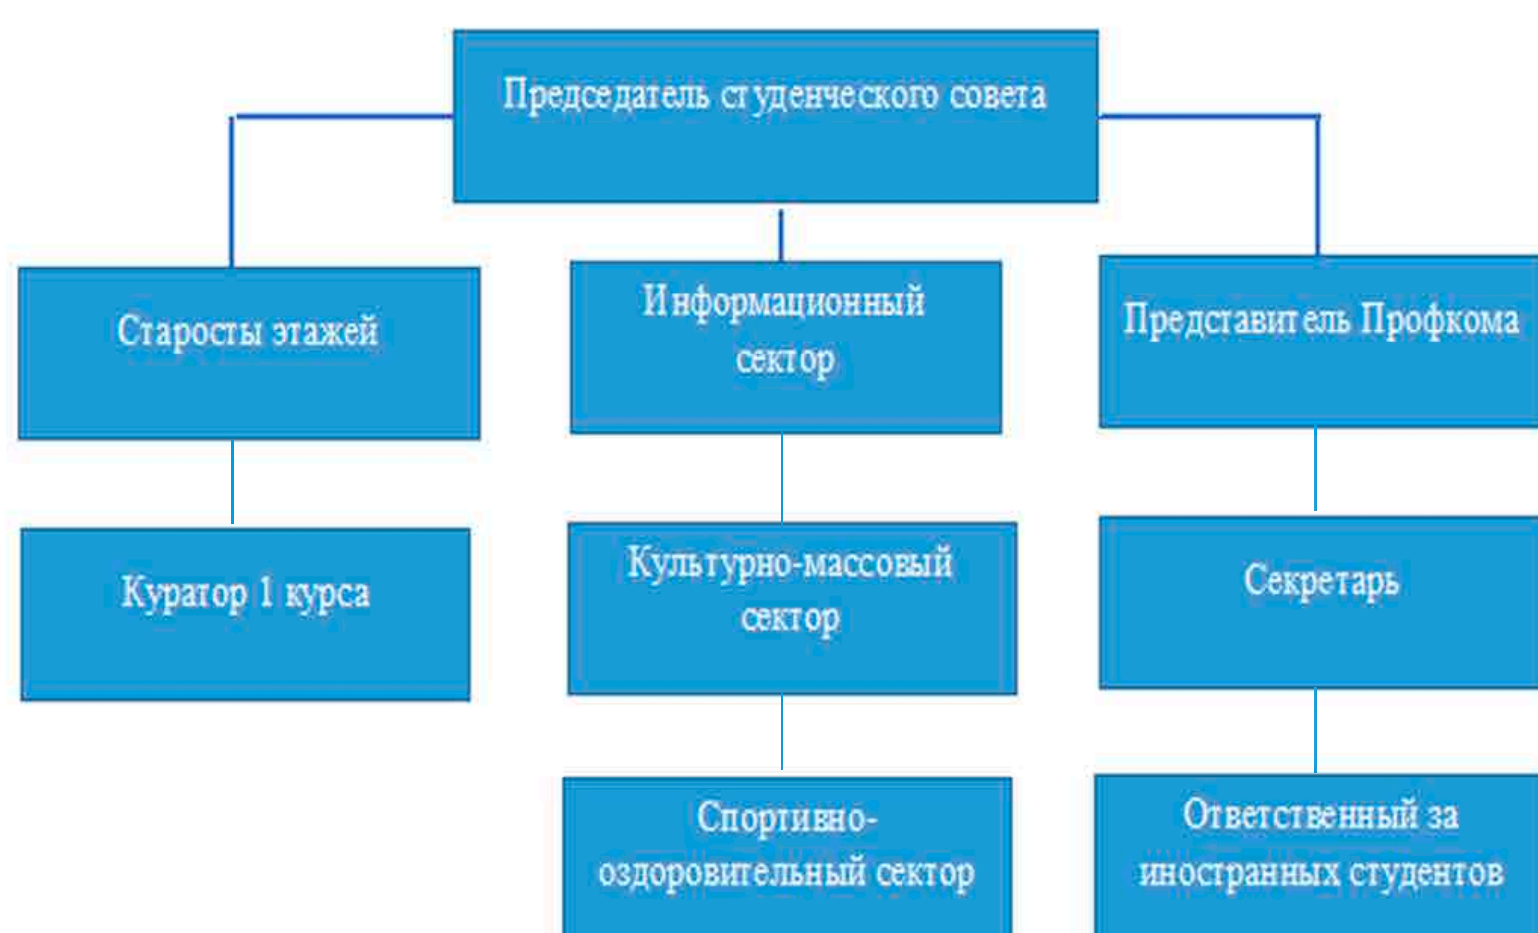 Председатель студенческого совета
Старосты этажей
Информационный
сектор
Представитель Профкома
Куратор 1 курса
Культурно-массовый
сектор
Секретарь
Спортивно-
оздоровительный сектор
Ответственный за
иностранных студентов